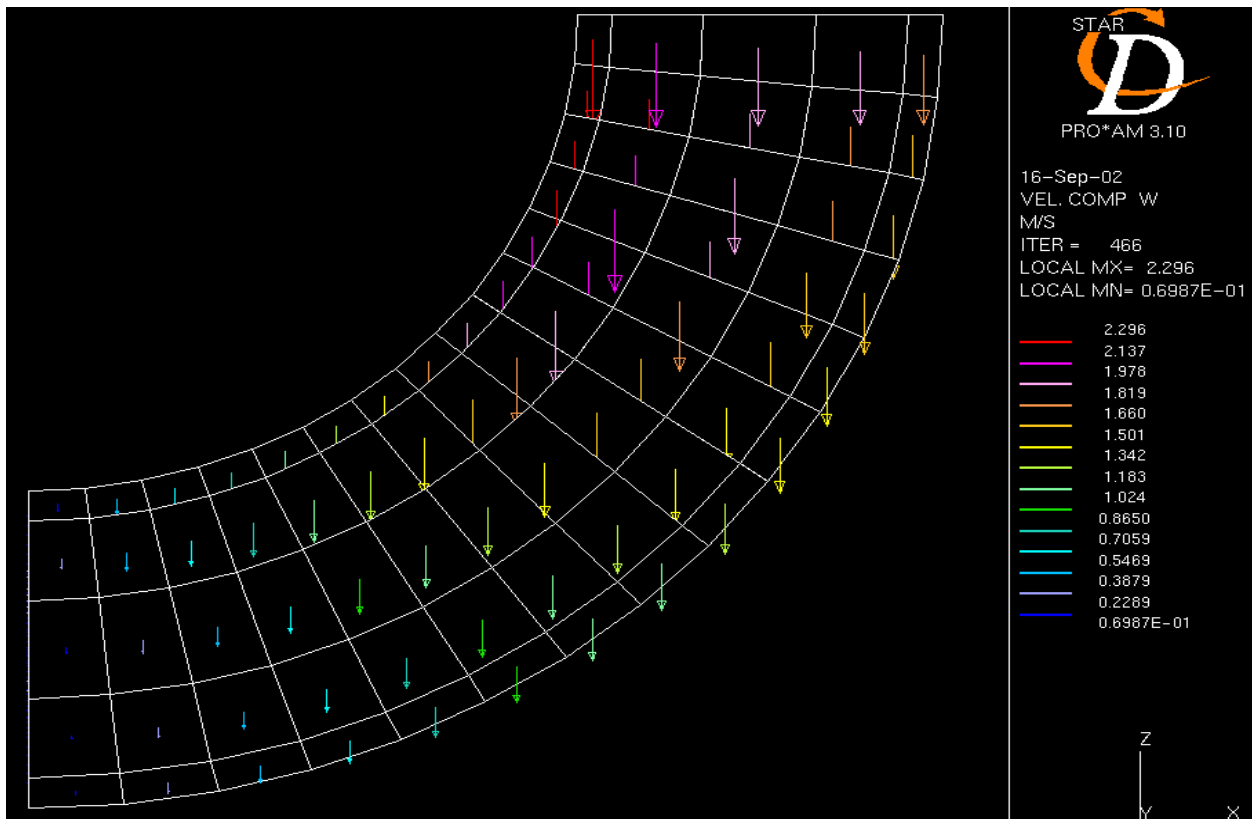 STAR
D
PRO*AM 3.10
16-Sep-02
VEL. COMP W
M/S
ITER = 466
LOCAL MX= 2.296
LOCAL MN= 0.6987E-01
2.296
2.137
1.978
1.819
1.660
1.501
1.342
1.183
1.024
0.8650
0.7059
0.5469
0.3879
0.2289
0.6987E-01
Z
Y X